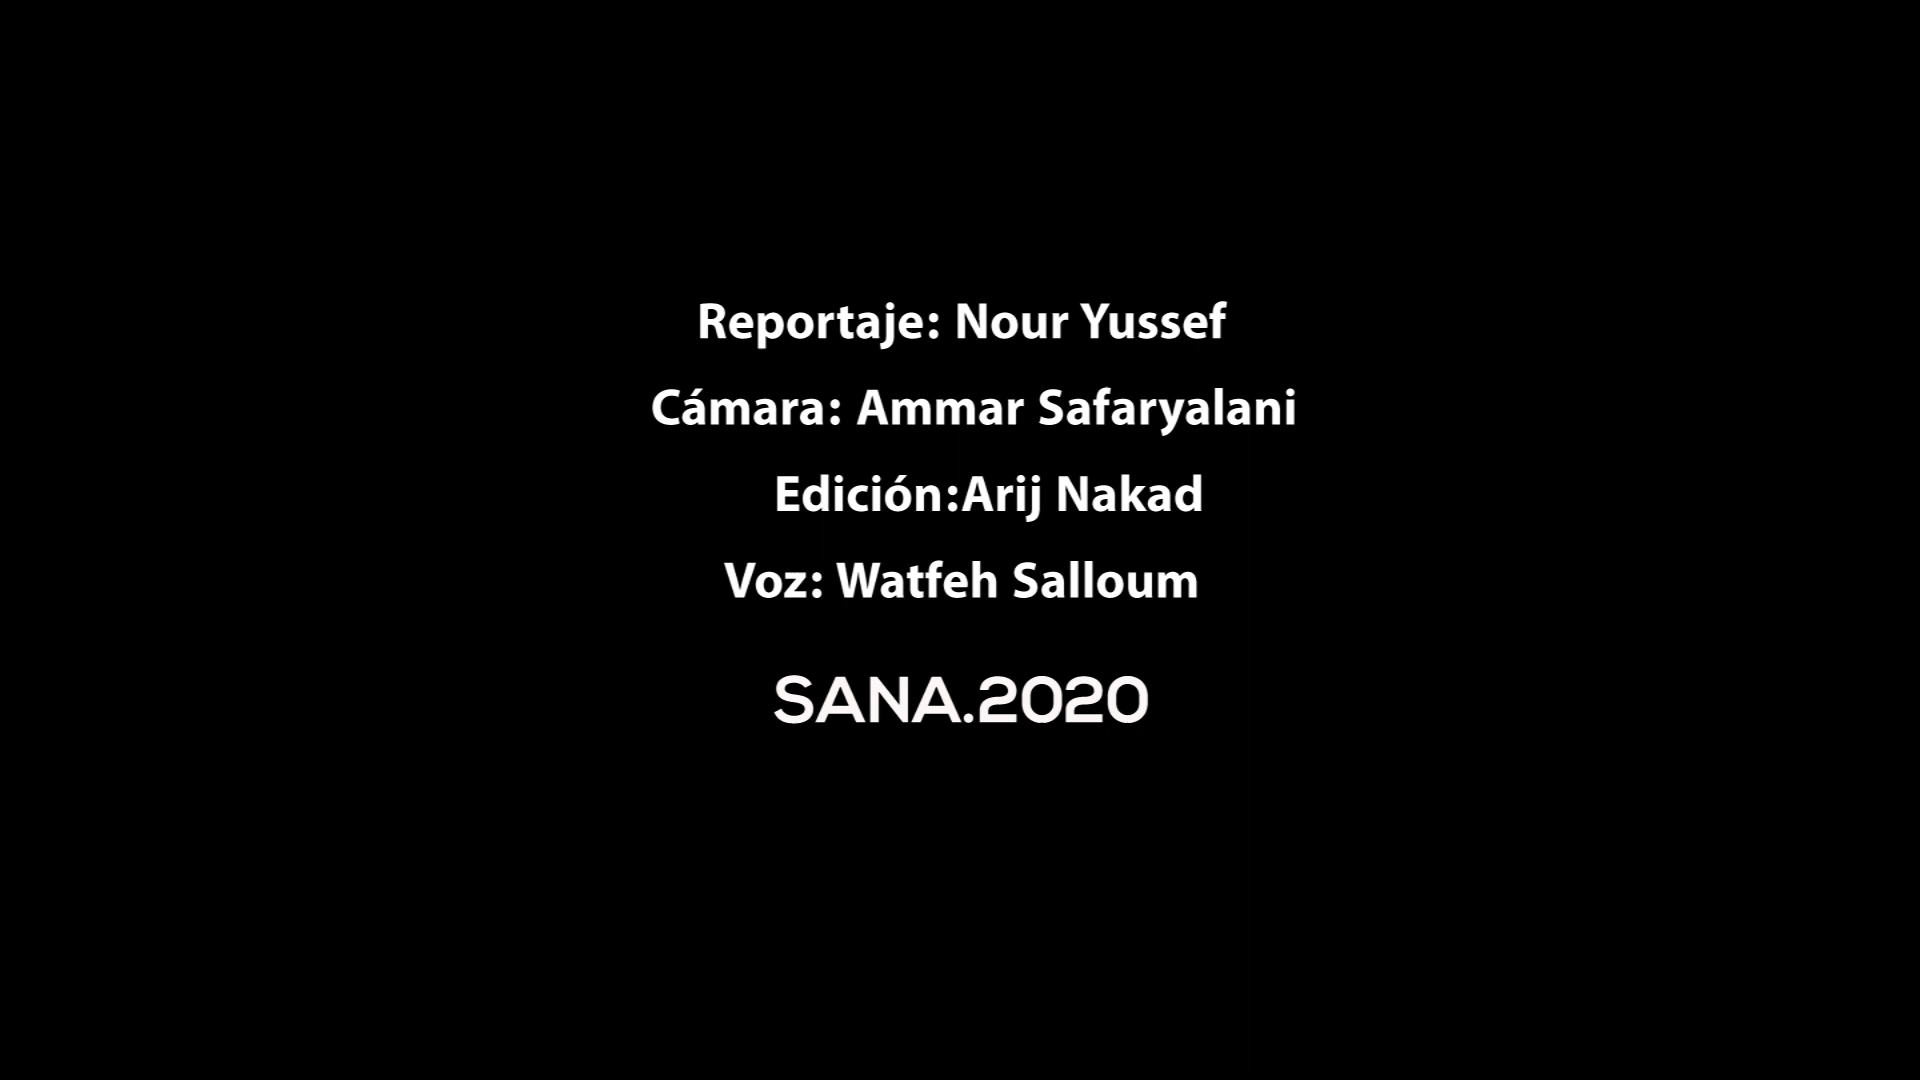 Reportaje: Nour Yussef
Cámara: Ammar Safaryalani
Edición:Arij Nakad
Voz: Watfeh Salloum
SANA.2020